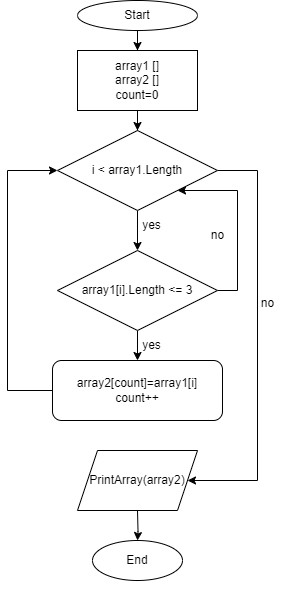 Start
array1 []
array2 []
count=0
i < array1.Length
yes
no
array1[i].Length <= 3
no
yes
array2[count]=array1[i]
count++
PrintArray(array2)
End